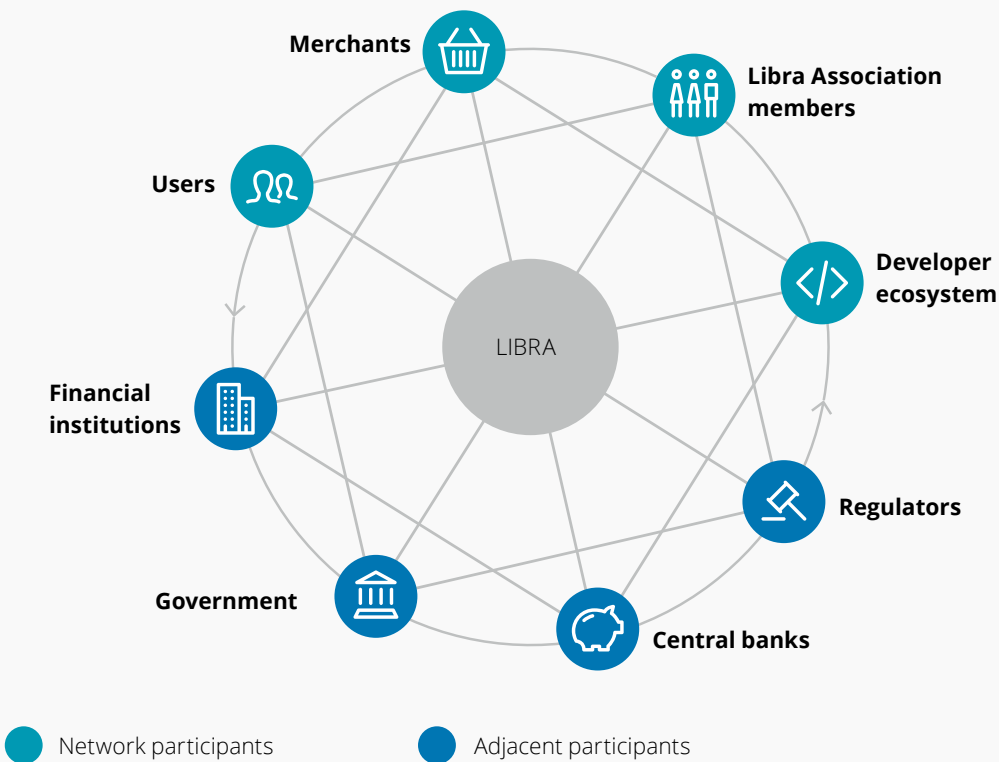 Merchants
Libra Association
members
Users
Developer
ecosystem
LIBRA
Financial
institutions
Regulators
Government
Central banks
Network participants
Adjacent participants